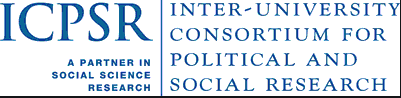 ICPSR
A PARTNER IN
SOCIAL SCIENCE
RESEARCH
INTER-UNIVERSITY
CONSORTIUM FOR
POLITICAL AND
SOCIAL RESEARCH